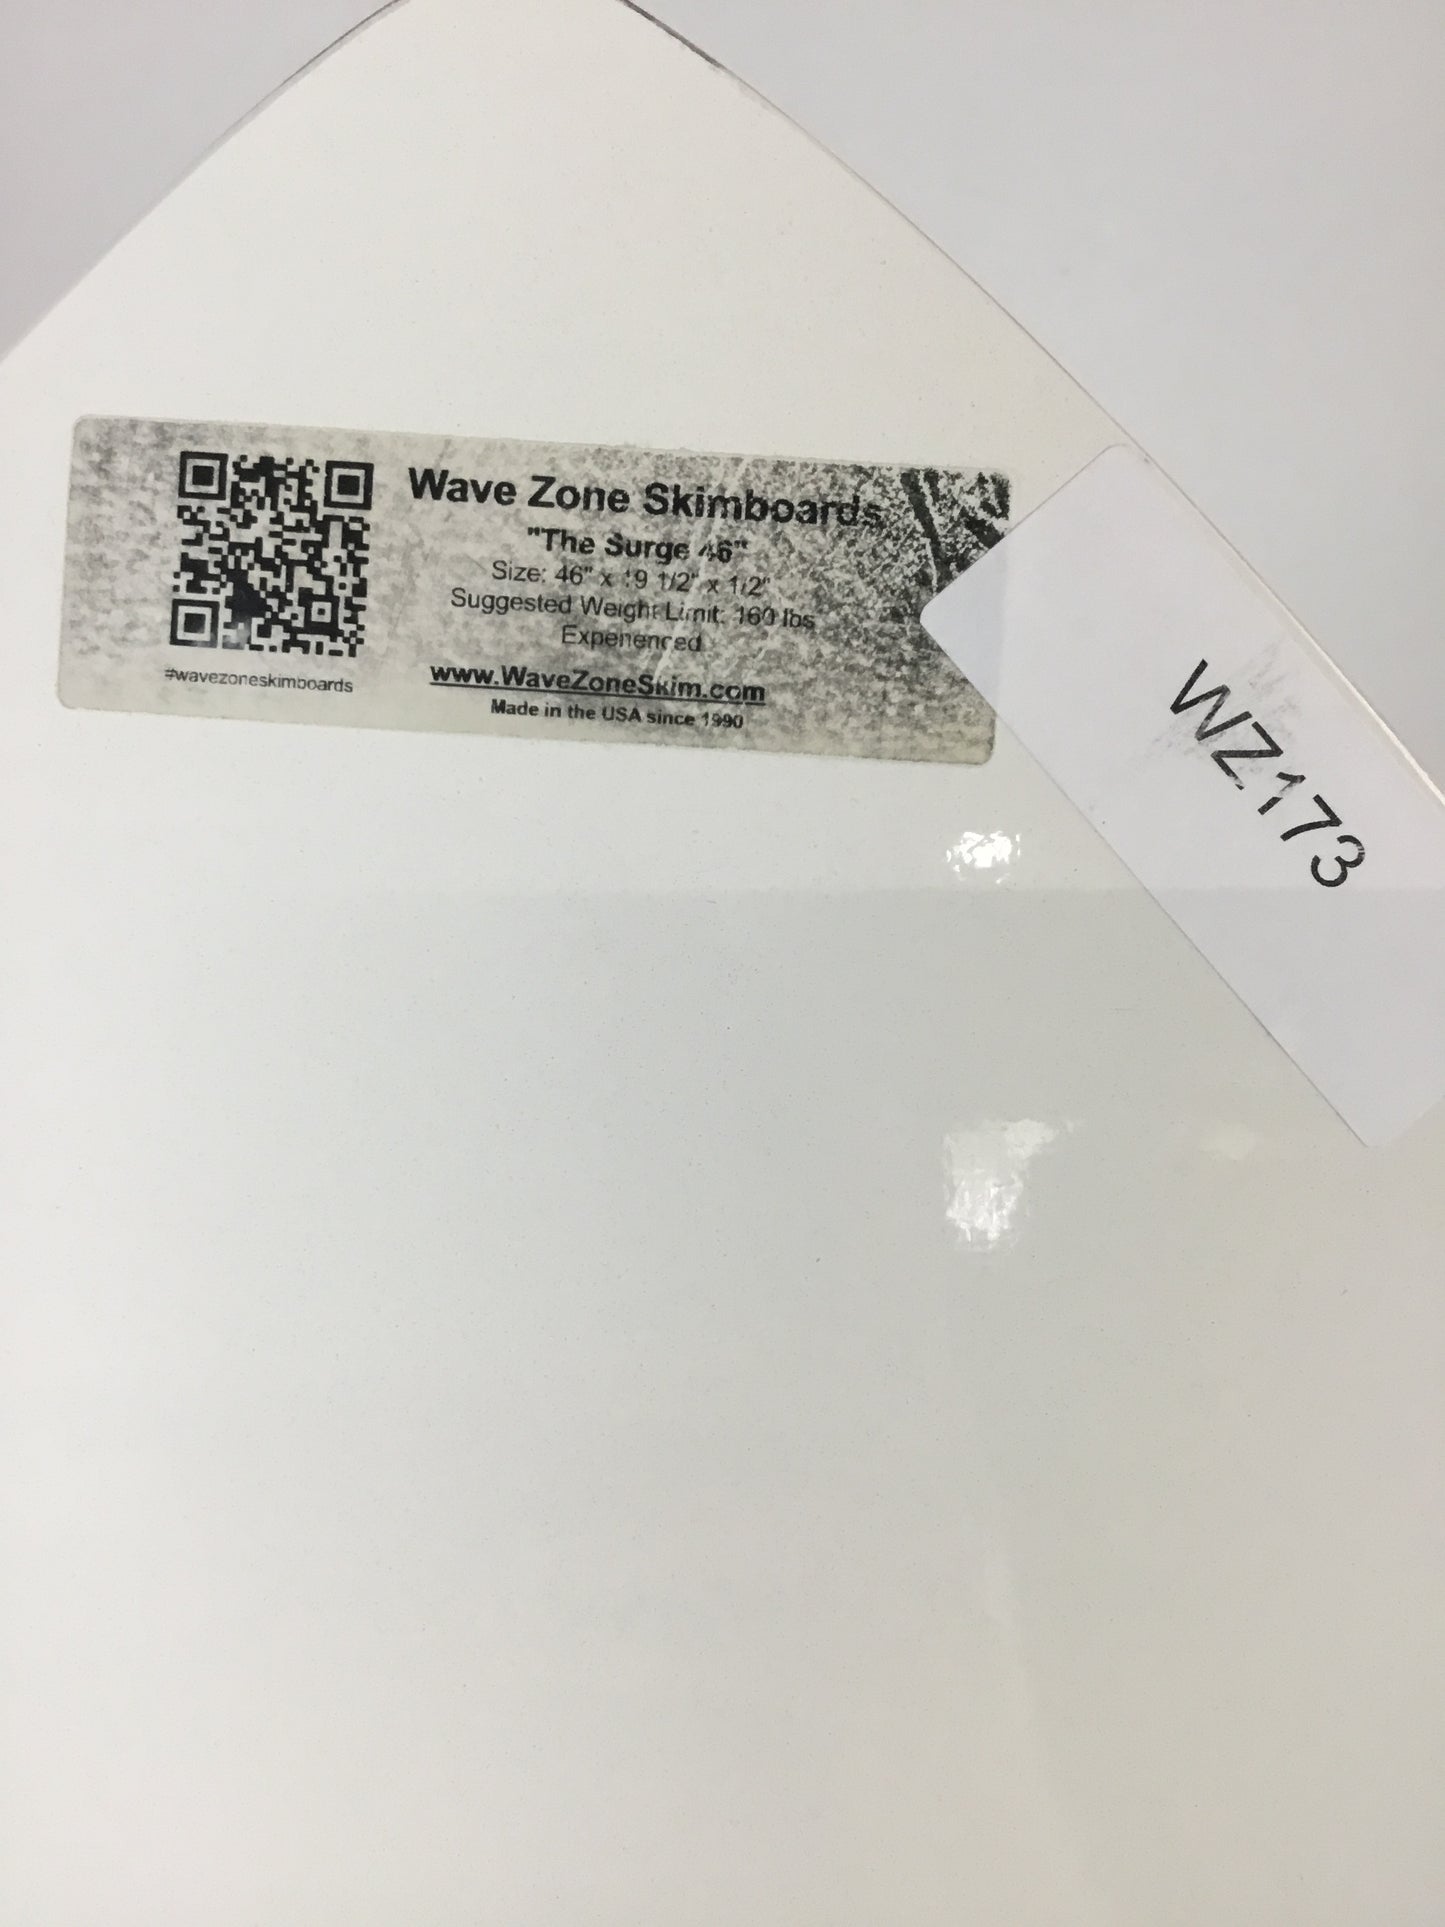 Wave Zone Skimboards
"The Surge 46"
Size: 46" x 19 1/2" x 1/2"
Suggested Weight Limit: 160 lbs
Experienced
www.WaveZoneSkim.com
Made in the USA since 1990
#wavezoneskimboards
WZ173